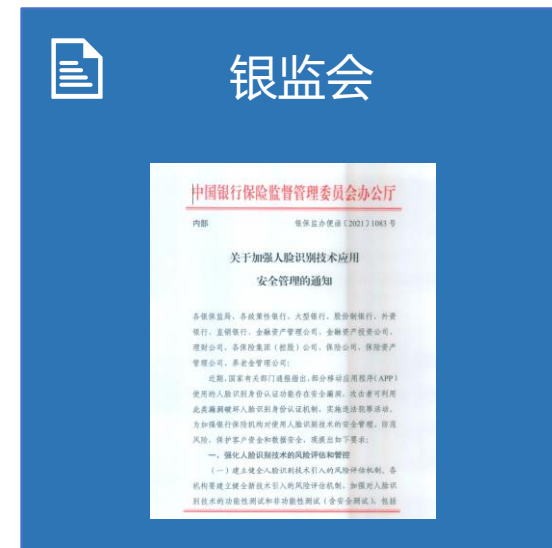 银监会
中国银行保险监督管理委员会办公厅
内部 银保监办便函〔2021〕1083号
关于加强人脸识别技术应用
安全管理的通知
各银保监局、各政策性银行、大型银行、股份制银行、外资
银行、直销银行、金融资产管理公司、金融资产投资公司、
理财公司、各保险集团（控股）公司、保险公司、保险资产
管理公司、养老金管理公司：
近期，国家有关部门通报指出，部分移动应用程序（APP）
使用的人脸识别身份认证功能存在安全漏洞，攻击者可利用
此类漏洞破坏人脸识别身份认证机制，实施违法犯罪活动。
为加强银行保险机构对使用人脸识别技术的安全管理，防范
风险，保护客户资金和数据安全，现提出如下要求：
一、强化人脸识别技术的风险评估和管控
（一）建立健全人脸识别技术引入的风险评估机制。各
机构要建立健全新技术引入的风险评估机制，加强对人脸识
别技术的功能性测试和非功能性测试（含安全测试），包括